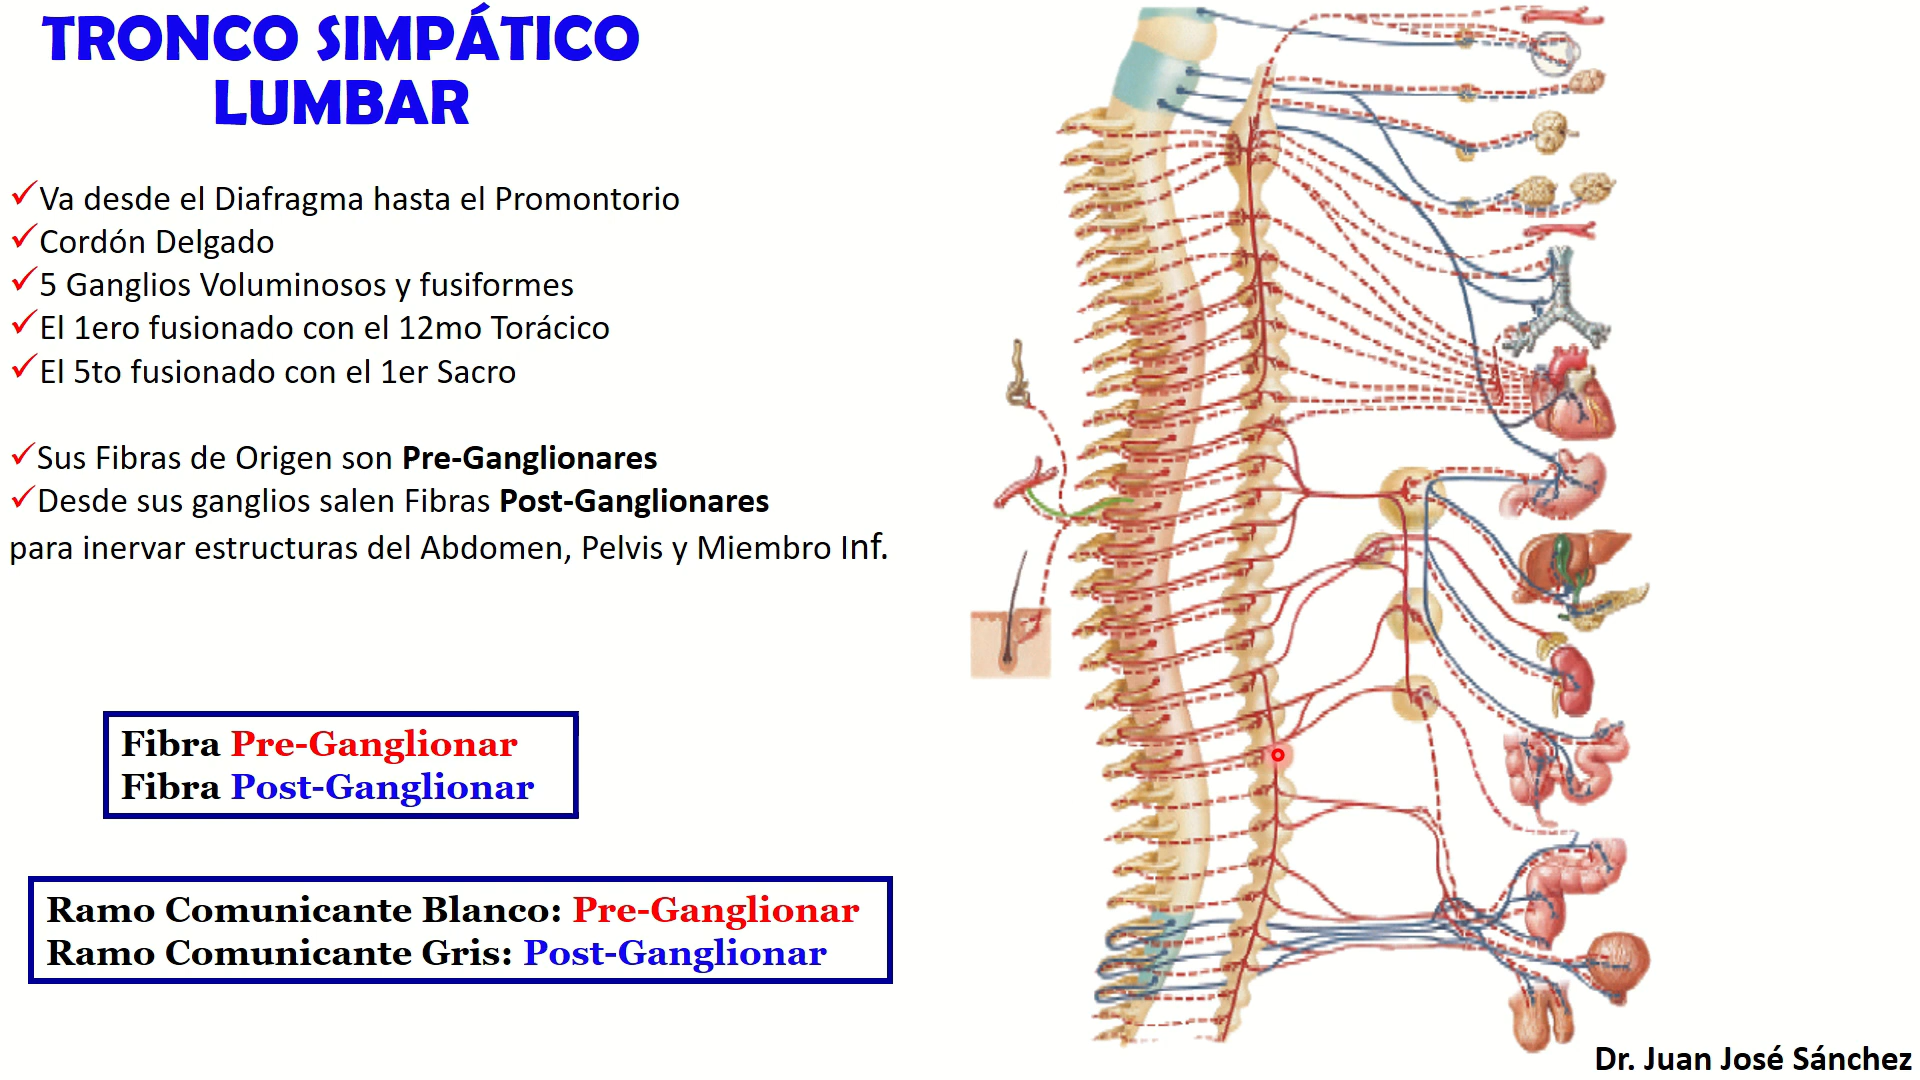 TRONCO SIMPÁTICO
LUMBAR
✓Va desde el Diafragma hasta el Promontorio
✓Cordón Delgado
✓5 Ganglios Voluminosos y fusiformes
✓El 1ero fusionado con el 12mo Torácico
✓El 5to fusionado con el 1er Sacro
✓Sus Fibras de Origen son Pre-Ganglionares
✓Desde sus ganglios salen Fibras Post-Ganglionares
para inervar estructuras del Abdomen, Pelvis y Miembro Inf.
Fibra Pre-Ganglionar
Fibra Post-Ganglionar
Ramo Comunicante Blanco: Pre-Ganglionar
Ramo Comunicante Gris: Post-Ganglionar
Dr. Juan José Sánchez